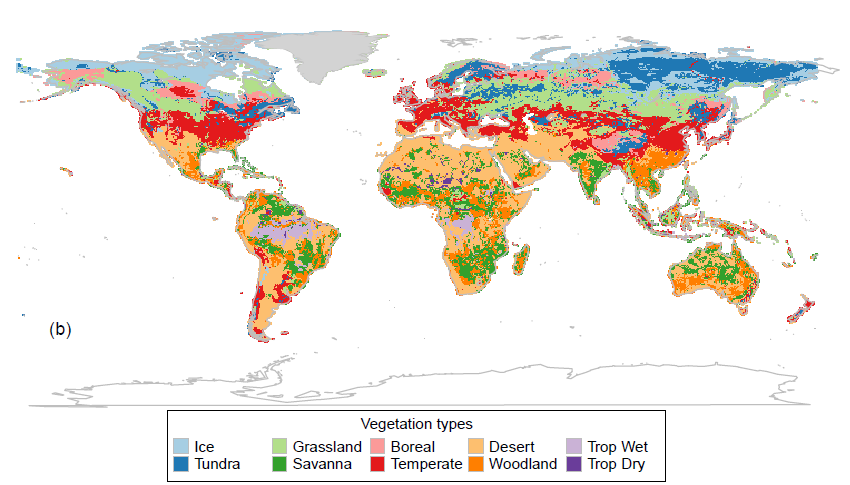 (b)
Vegetation types
Ice Grassland Boreal Desert Trop Wet
Tundra Savanna Temperate Woodland Trop Dry